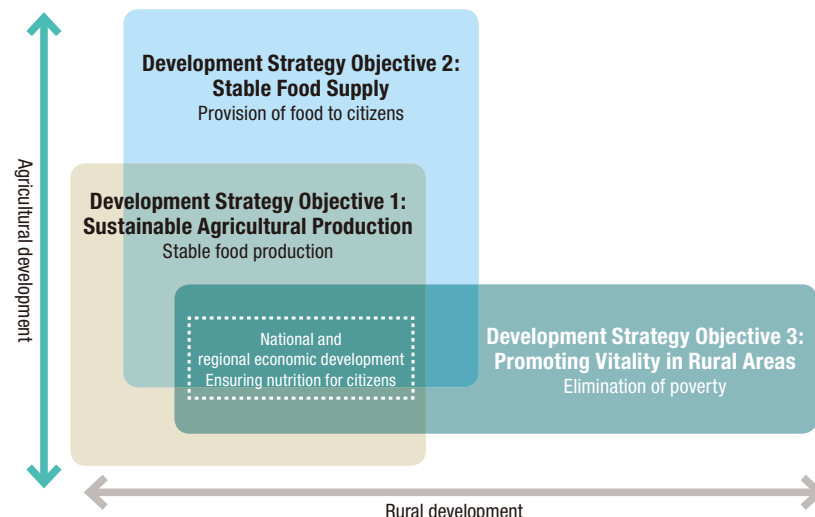 Development Strategy Objective 2:
Stable Food Supply
Provision of food to citizens
Agricultural development
Development Strategy Objective 1:
Sustainable Agricultural Production
Stable food production
National and
regional economic development
Ensuring nutrition for citizens
Development Strategy Objective 3:
Promoting Vitality in Rural Areas
Elimination of poverty
Rural development